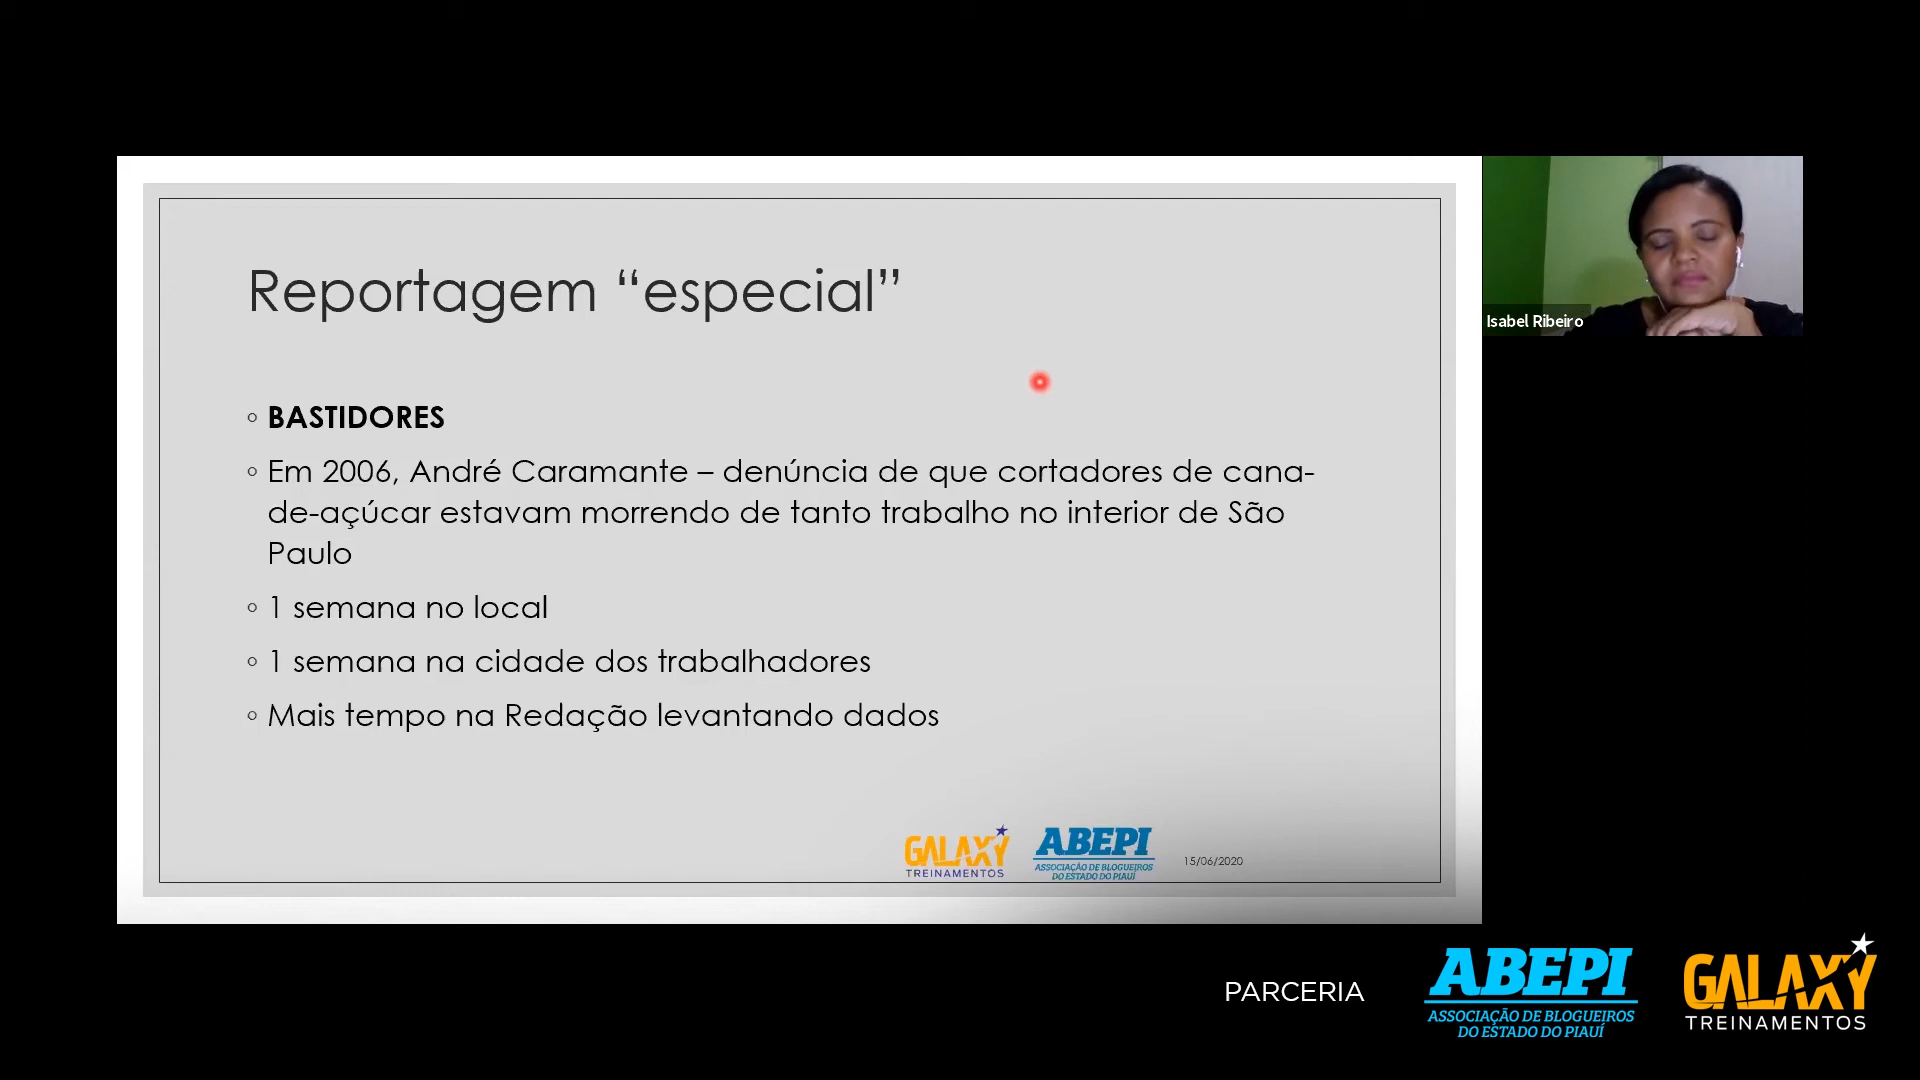 Reportagem “especial”
BASTIDORES
Em 2006, André Caramante – denúncia de que cortadores de cana-
de-açúcar estavam morrendo de tanto trabalho no interior de São
Paulo
1 semana no local
1 semana na cidade dos trabalhadores
Mais tempo na Redação levantando dados
GALAXY
TREINAMENTOS
ABEPI
ASSOCIAÇÃO DE BLOGUEIROS
DO ESTADO DO PIAUÍ
15/06/2020
Isabel Ribeiro
PARCERIA
ABEPI
ASSOCIAÇÃO DE BLOGUEIROS
DO ESTADO DO PIAUÍ
GALAXY
TREINAMENTOS